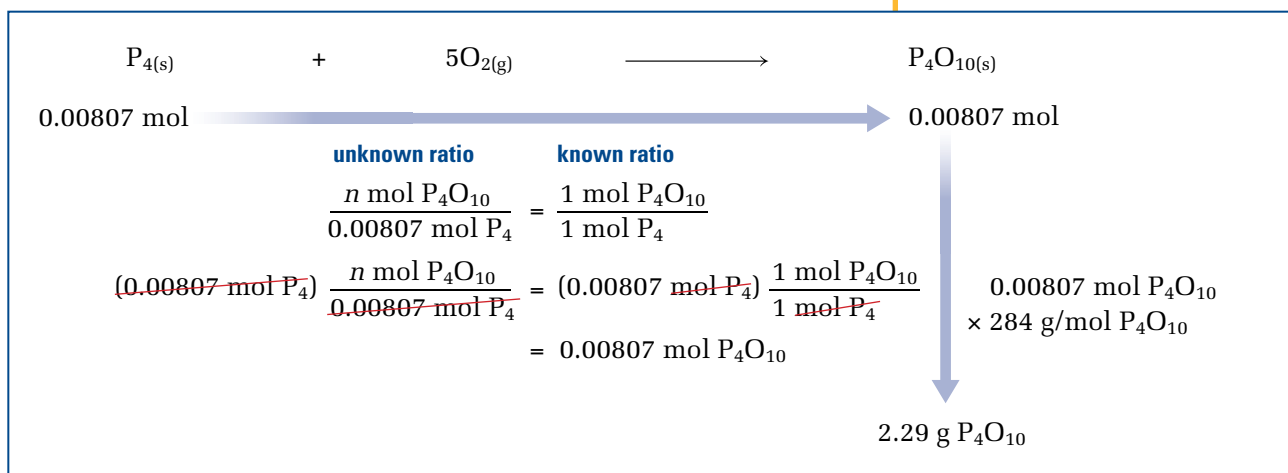 P₄₍ₛ₎ + 5O₂₍g₎ ⟶ P₄O₁₀₍ₛ₎
0.00807 mol 0.00807 mol
unknown ratio known ratio
n mol P₄O₁₀ / 0.00807 mol P₄ = 1 mol P₄O₁₀ / 1 mol P₄
(0.00807 mol P₄) n mol P₄O₁₀ / 0.00807 mol P₄ = (0.00807 mol P₄) 1 mol P₄O₁₀ / 1 mol P₄
= 0.00807 mol P₄O₁₀
0.00807 mol P₄O₁₀
× 284 g/mol P₄O₁₀
2.29 g P₄O₁₀